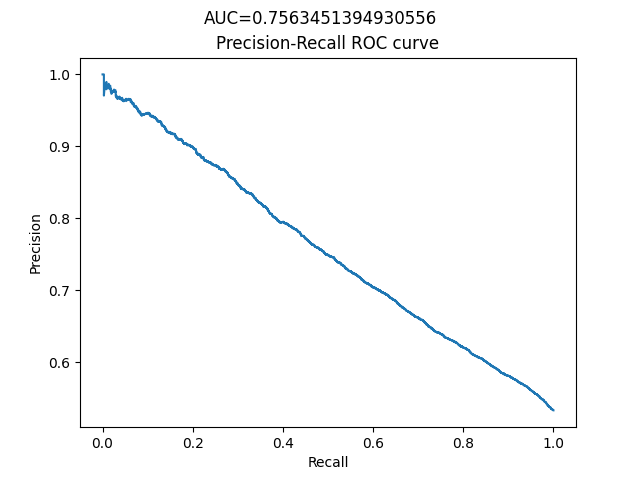 AUC=0.7563451394930556
Precision-Recall ROC curve
1.0
0.9
0.8
0.7
0.6
Precision
0.0 0.2 0.4 0.6 0.8 1.0
Recall